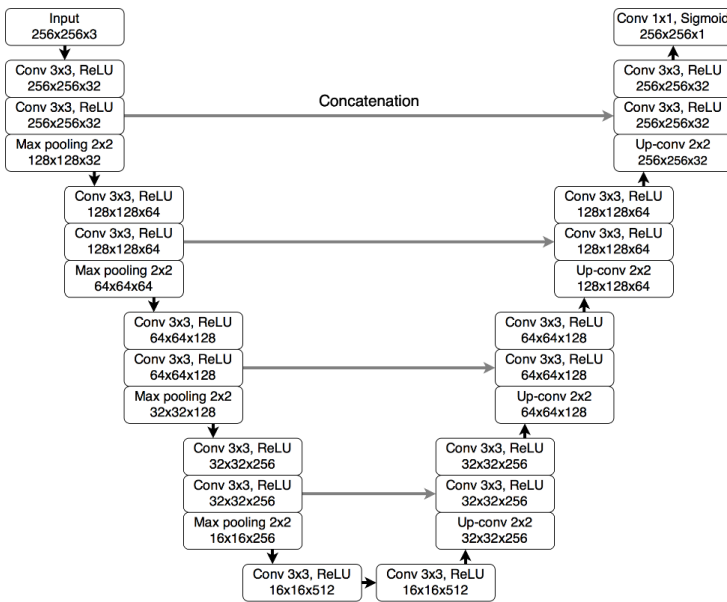 Input
256x256x3
Conv 3x3, ReLU
256x256x32
Conv 3x3, ReLU
256x256x32
Max pooling 2x2
128x128x32
Conv 3x3, ReLU
128x128x64
Conv 3x3, ReLU
128x128x64
Max pooling 2x2
64x64x64
Conv 3x3, ReLU
64x64x128
Conv 3x3, ReLU
64x64x128
Max pooling 2x2
32x32x128
Conv 3x3, ReLU
32x32x256
Conv 3x3, ReLU
32x32x256
Max pooling 2x2
16x16x256
Conv 3x3, ReLU
16x16x512
Conv 3x3, ReLU
16x16x512
Concatenation
Conv 1x1, Sigmoid
256x256x1
Conv 3x3, ReLU
256x256x32
Conv 3x3, ReLU
256x256x32
Up-conv 2x2
256x256x32
Conv 3x3, ReLU
128x128x64
Conv 3x3, ReLU
128x128x64
Up-conv 2x2
128x128x64
Conv 3x3, ReLU
64x64x128
Conv 3x3, ReLU
64x64x128
Up-conv 2x2
64x64x128
Conv 3x3, ReLU
32x32x256
Conv 3x3, ReLU
32x32x256
Up-conv 2x2
32x32x256